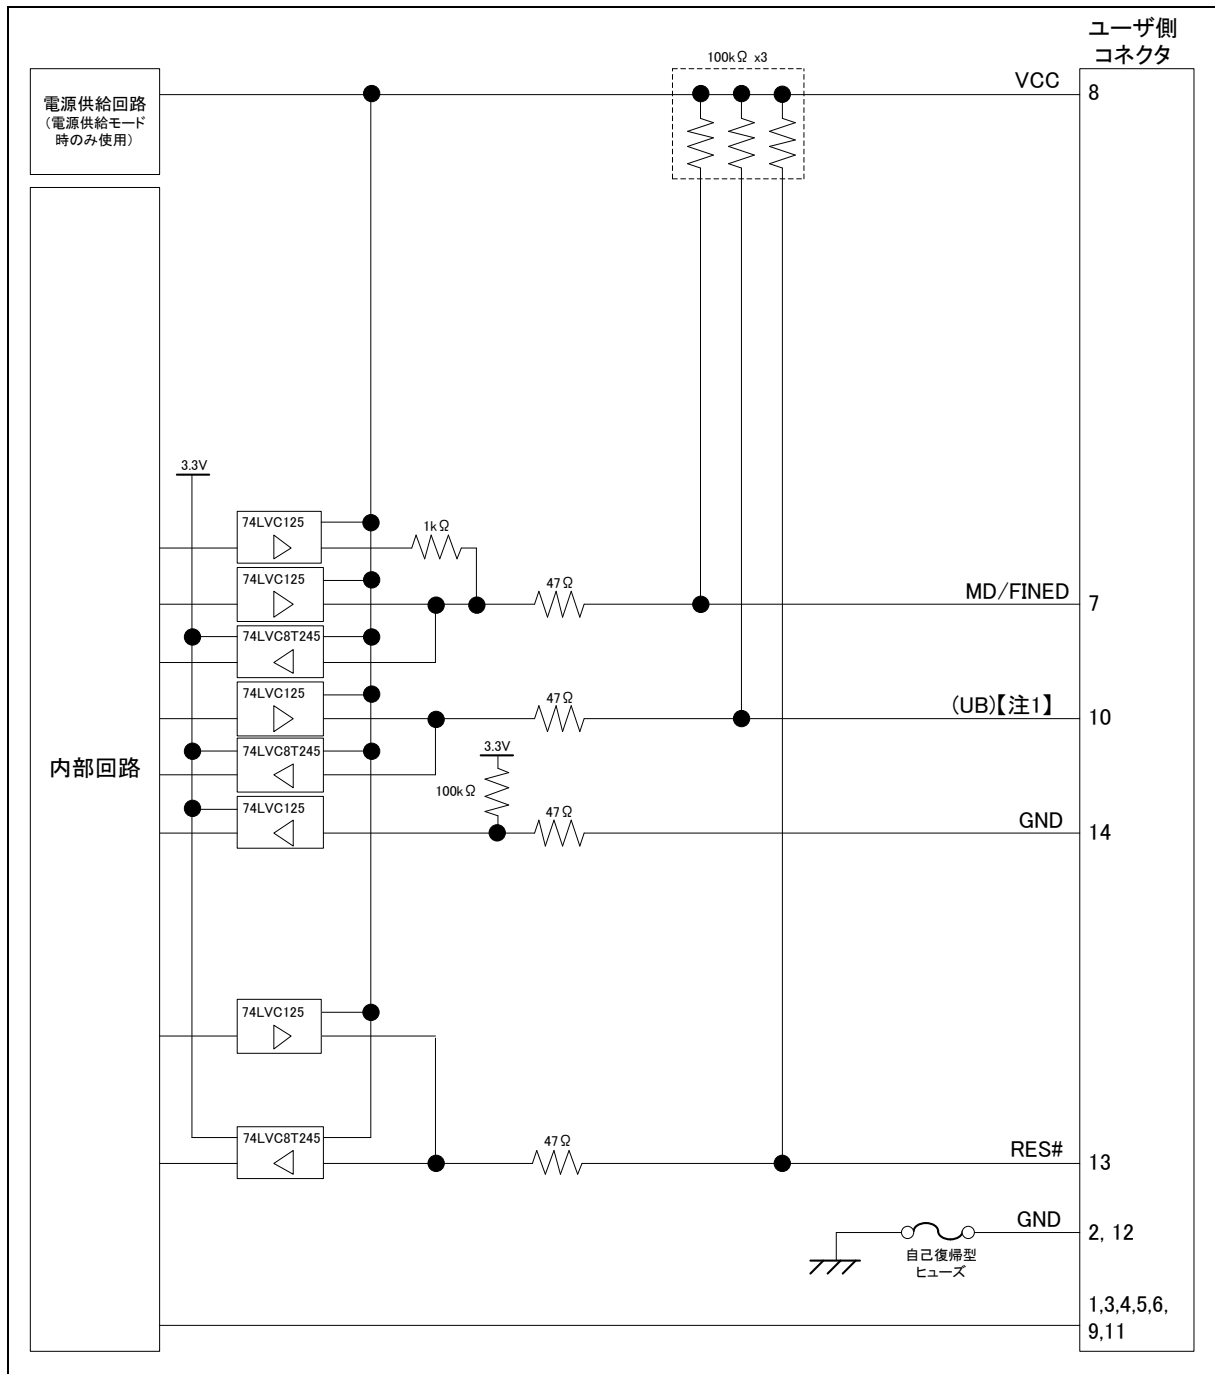 ユーザ側
コネクタ
100kΩ x3
VCC
8
電源供給回路
(電源供給モード
時のみ使用)
3.3V
74LVC125
1kΩ
74LVC125
47Ω
MD/FINED
7
74LVC8T245
74LVC125
47Ω
(UB)【注1】
10
74LVC8T245
3.3V
内部回路
100kΩ
74LVC125
47Ω
GND
14
74LVC125
74LVC8T245
47Ω
RES#
13
GND
2, 12
自己復帰型
ヒューズ
1,3,4,5,6,
9,11